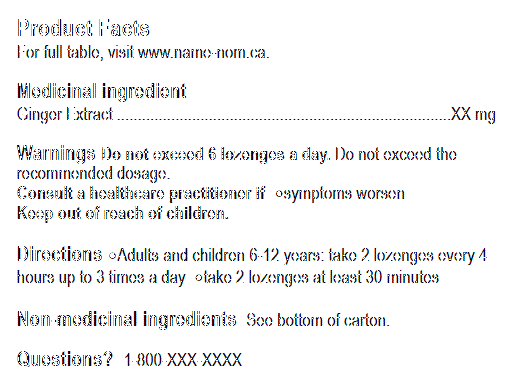 Product Facts
For full table, visit www.name-nom.ca.
Medicinal ingredient
Ginger Extract ............................................................................XX mg
Warnings Do not exceed 6 lozenges a day. Do not exceed the
recommended dosage.
Consult a healthcare practitioner if ○symptoms worsen
Keep out of reach of children.
Directions ○Adults and children 6-12 years: take 2 lozenges every 4
hours up to 3 times a day ○take 2 lozenges at least 30 minutes
Non-medicinal ingredients See bottom of carton.
Questions? 1-800-XXX-XXXX